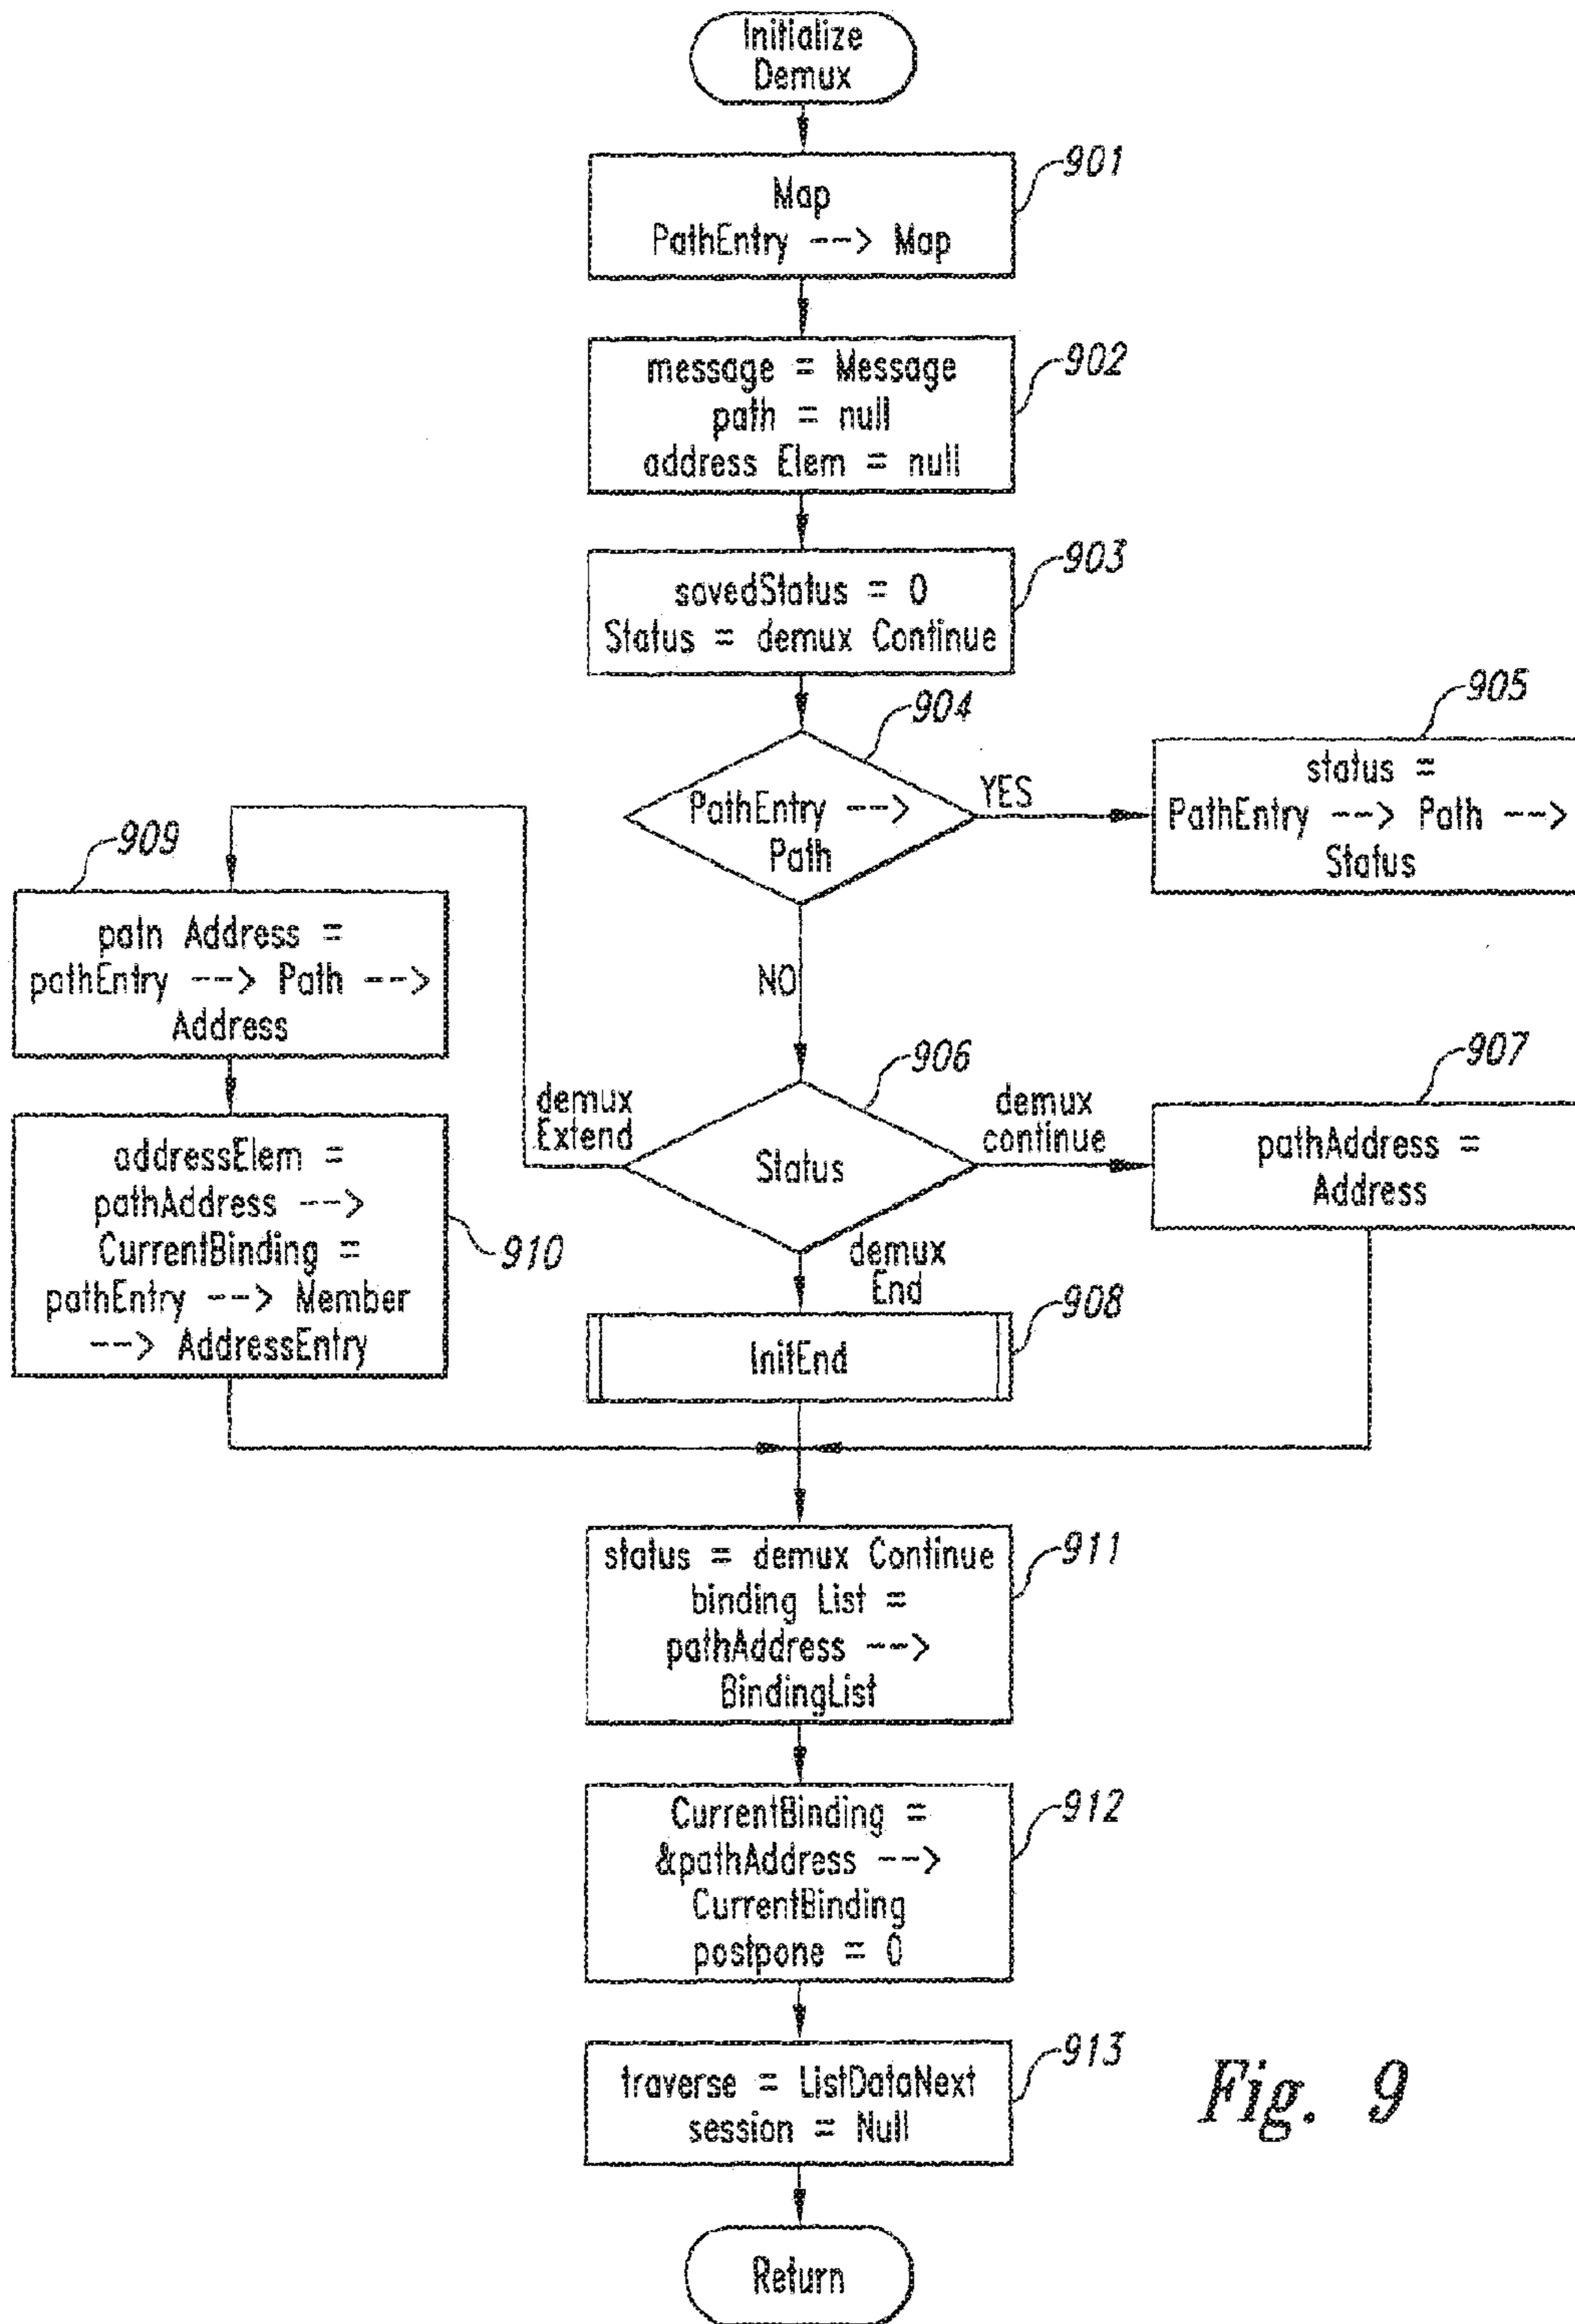 Initialize
Demux
901
Map
PathEntry --> Map
902
message = Message
path = null
address Elem = null
903
savedStatus = 0
Status = demux Continue
904
PathEntry -->
Path
YES
905
status =
PathEntry --> Path -->
Status
NO
909
patn Address =
pathEntry --> Path -->
Address
906
Status
demux
Extend
demux
continue
demux
End
907
pathAddress =
Address
910
addressElem =
pathAddress -->
CurrentBinding =
pathEntry --> Member
--> AddressEntry
908
InitEnd
911
status = demux Continue
binding List =
pathAddress -->
BindingList
912
CurrentBinding =
&pathAddress -->
CurrentBinding
postpone = 0
913
traverse = ListDataNext
session = Null
Return
Fig. 9